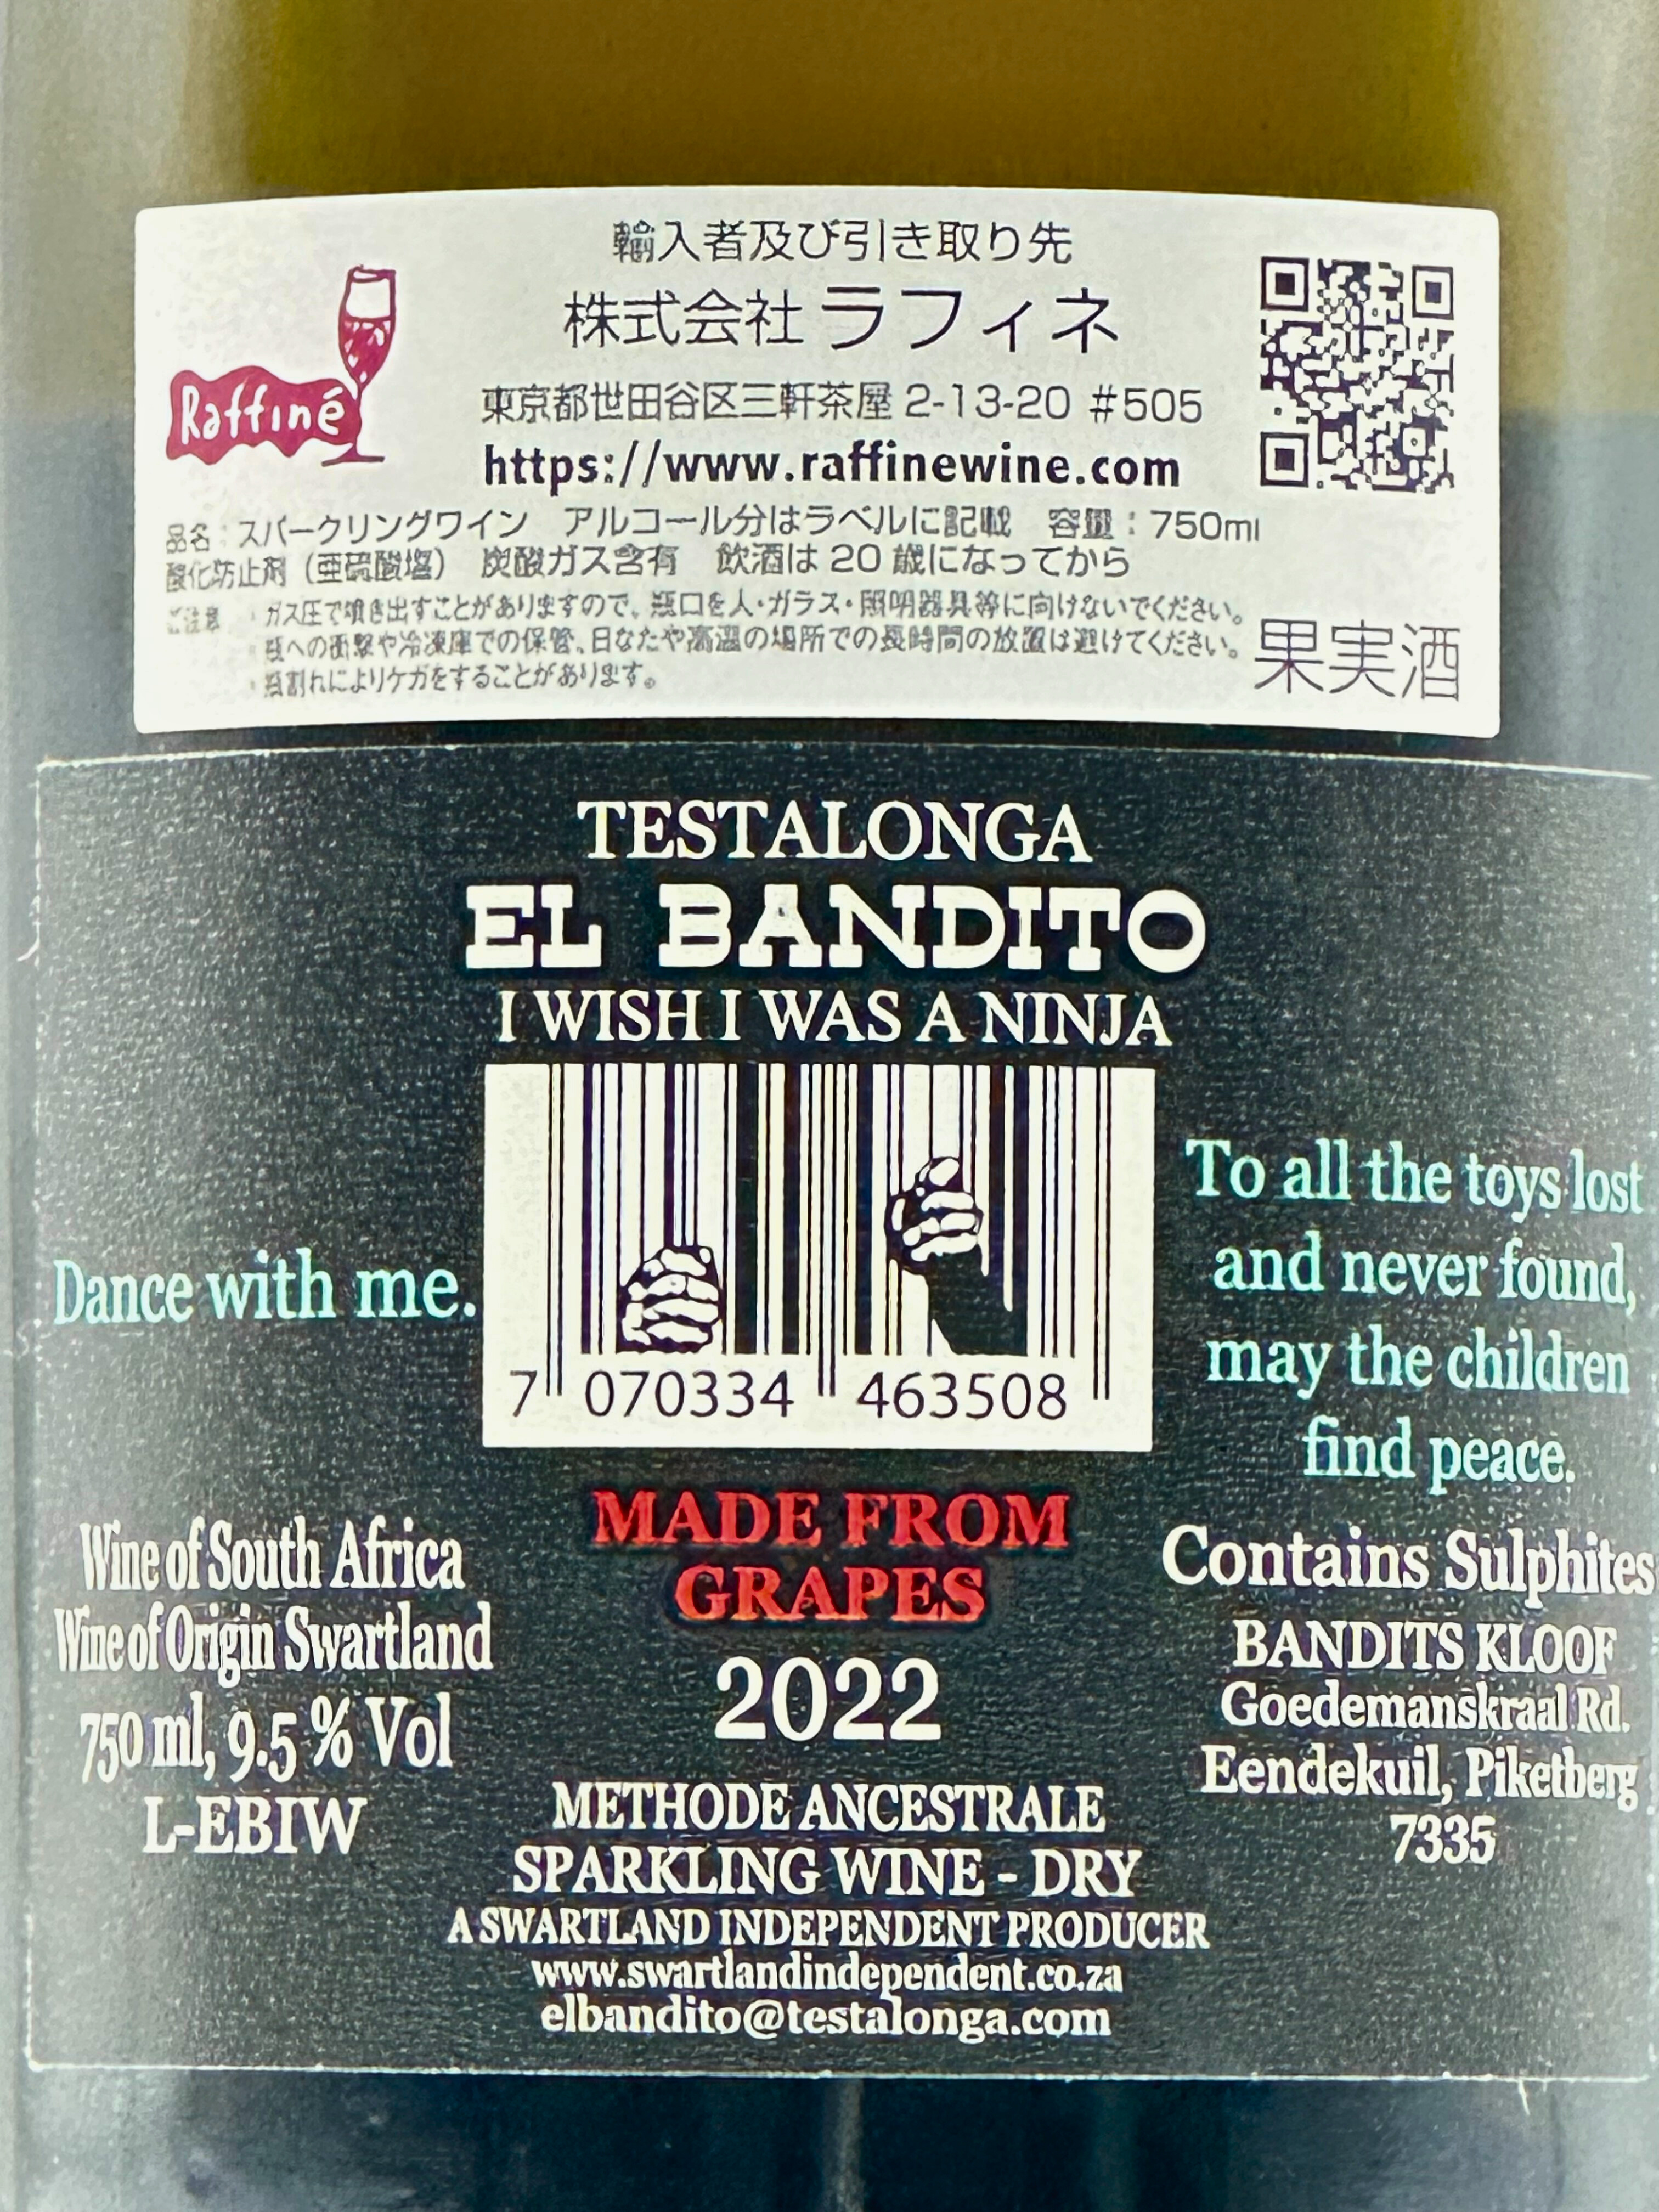 輸入者及び引き取り先
株式会社ラフィネ
Raffiné
東京都世田谷区三軒茶屋 2-13-20 #505
https://www.raffinewine.com
品名：スパークリングワイン　アルコール分はラベルに記載　容量：750ml
酸化防止剤（亜硫酸塩）　炭酸ガス含有　飲酒は 20 歳になってから
ご注意　・ガス圧で噴き出すことがありますので、瓶口を人・ガラス・照明器具等に向けないでください。
・瓶への衝撃や冷凍庫での保管、日なたや高温の場所での長時間の放置は避けてください。
・瓶割れによりケガをすることがあります。
果実酒
TESTALONGA
EL BANDITO
I WISH I WAS A NINJA
Dance with me.
7 070334 463508
To all the toys lost
and never found,
may the children
find peace.
MADE FROM
GRAPES
2022
Wine of South Africa
Wine of Origin Swartland
750 ml, 9.5 % Vol
L-EBIW
Contains Sulphites
BANDITS KLOOF
Goedemanskraal Rd.
Eendekuil, Piketberg
7335
METHODE ANCESTRALE
SPARKLING WINE - DRY
A SWARTLAND INDEPENDENT PRODUCER
www.swartlandindependent.co.za
elbandito@testalonga.com